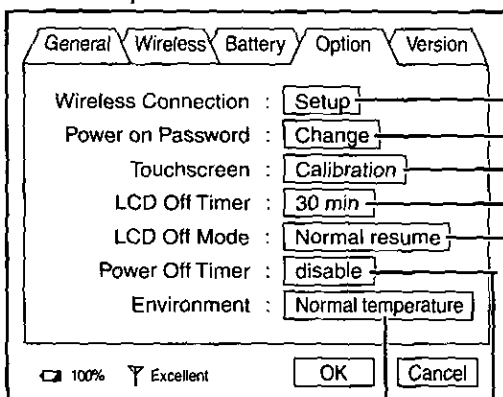 General Wireless Battery Option Version
Wireless Connection : Setup
Power on Password : Change
Touchscreen : Calibration
LCD Off Timer : 30 min
LCD Off Mode : Normal resume
Power Off Timer : disable
Environment : Normal temperature
100% Excellent OK Cancel